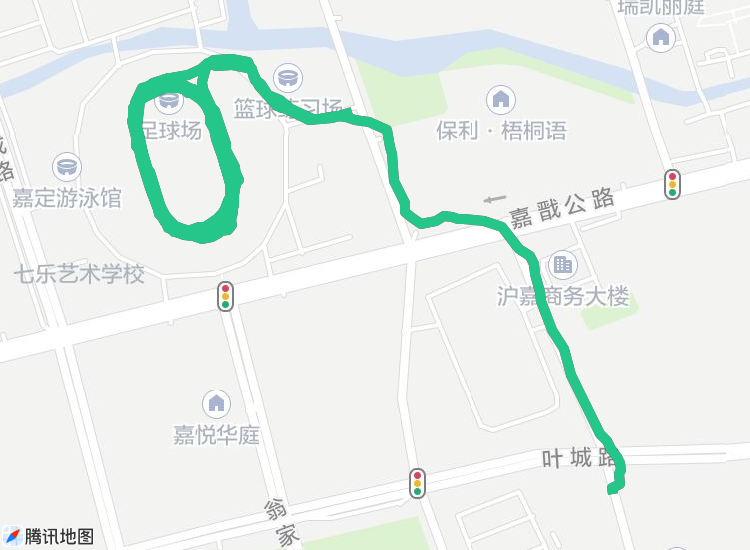 瑞凯丽庭
篮球练习场
足球场
保利·梧桐语
路
嘉定游泳馆
嘉戬公路
七乐艺术学校
沪嘉商务大楼
嘉悦华庭
叶城路
翁家
腾讯地图